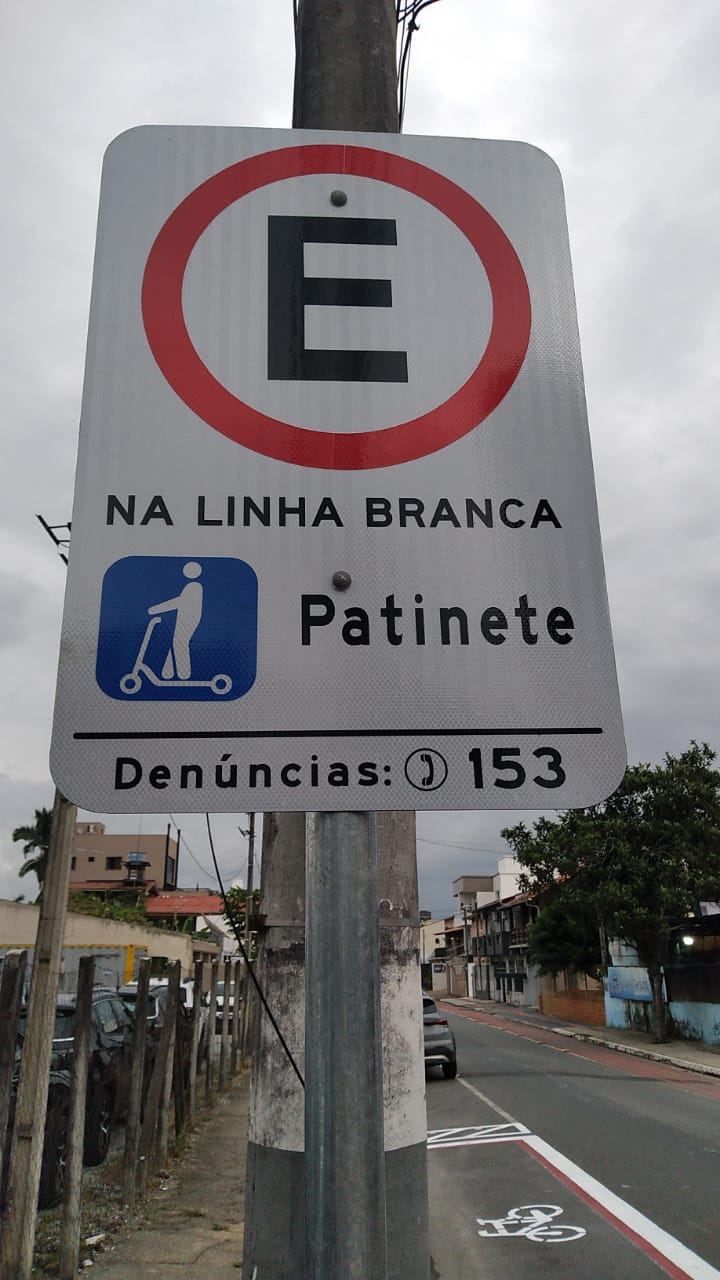 E
NA LINHA BRANCA
Patinete
Denúncias: 153